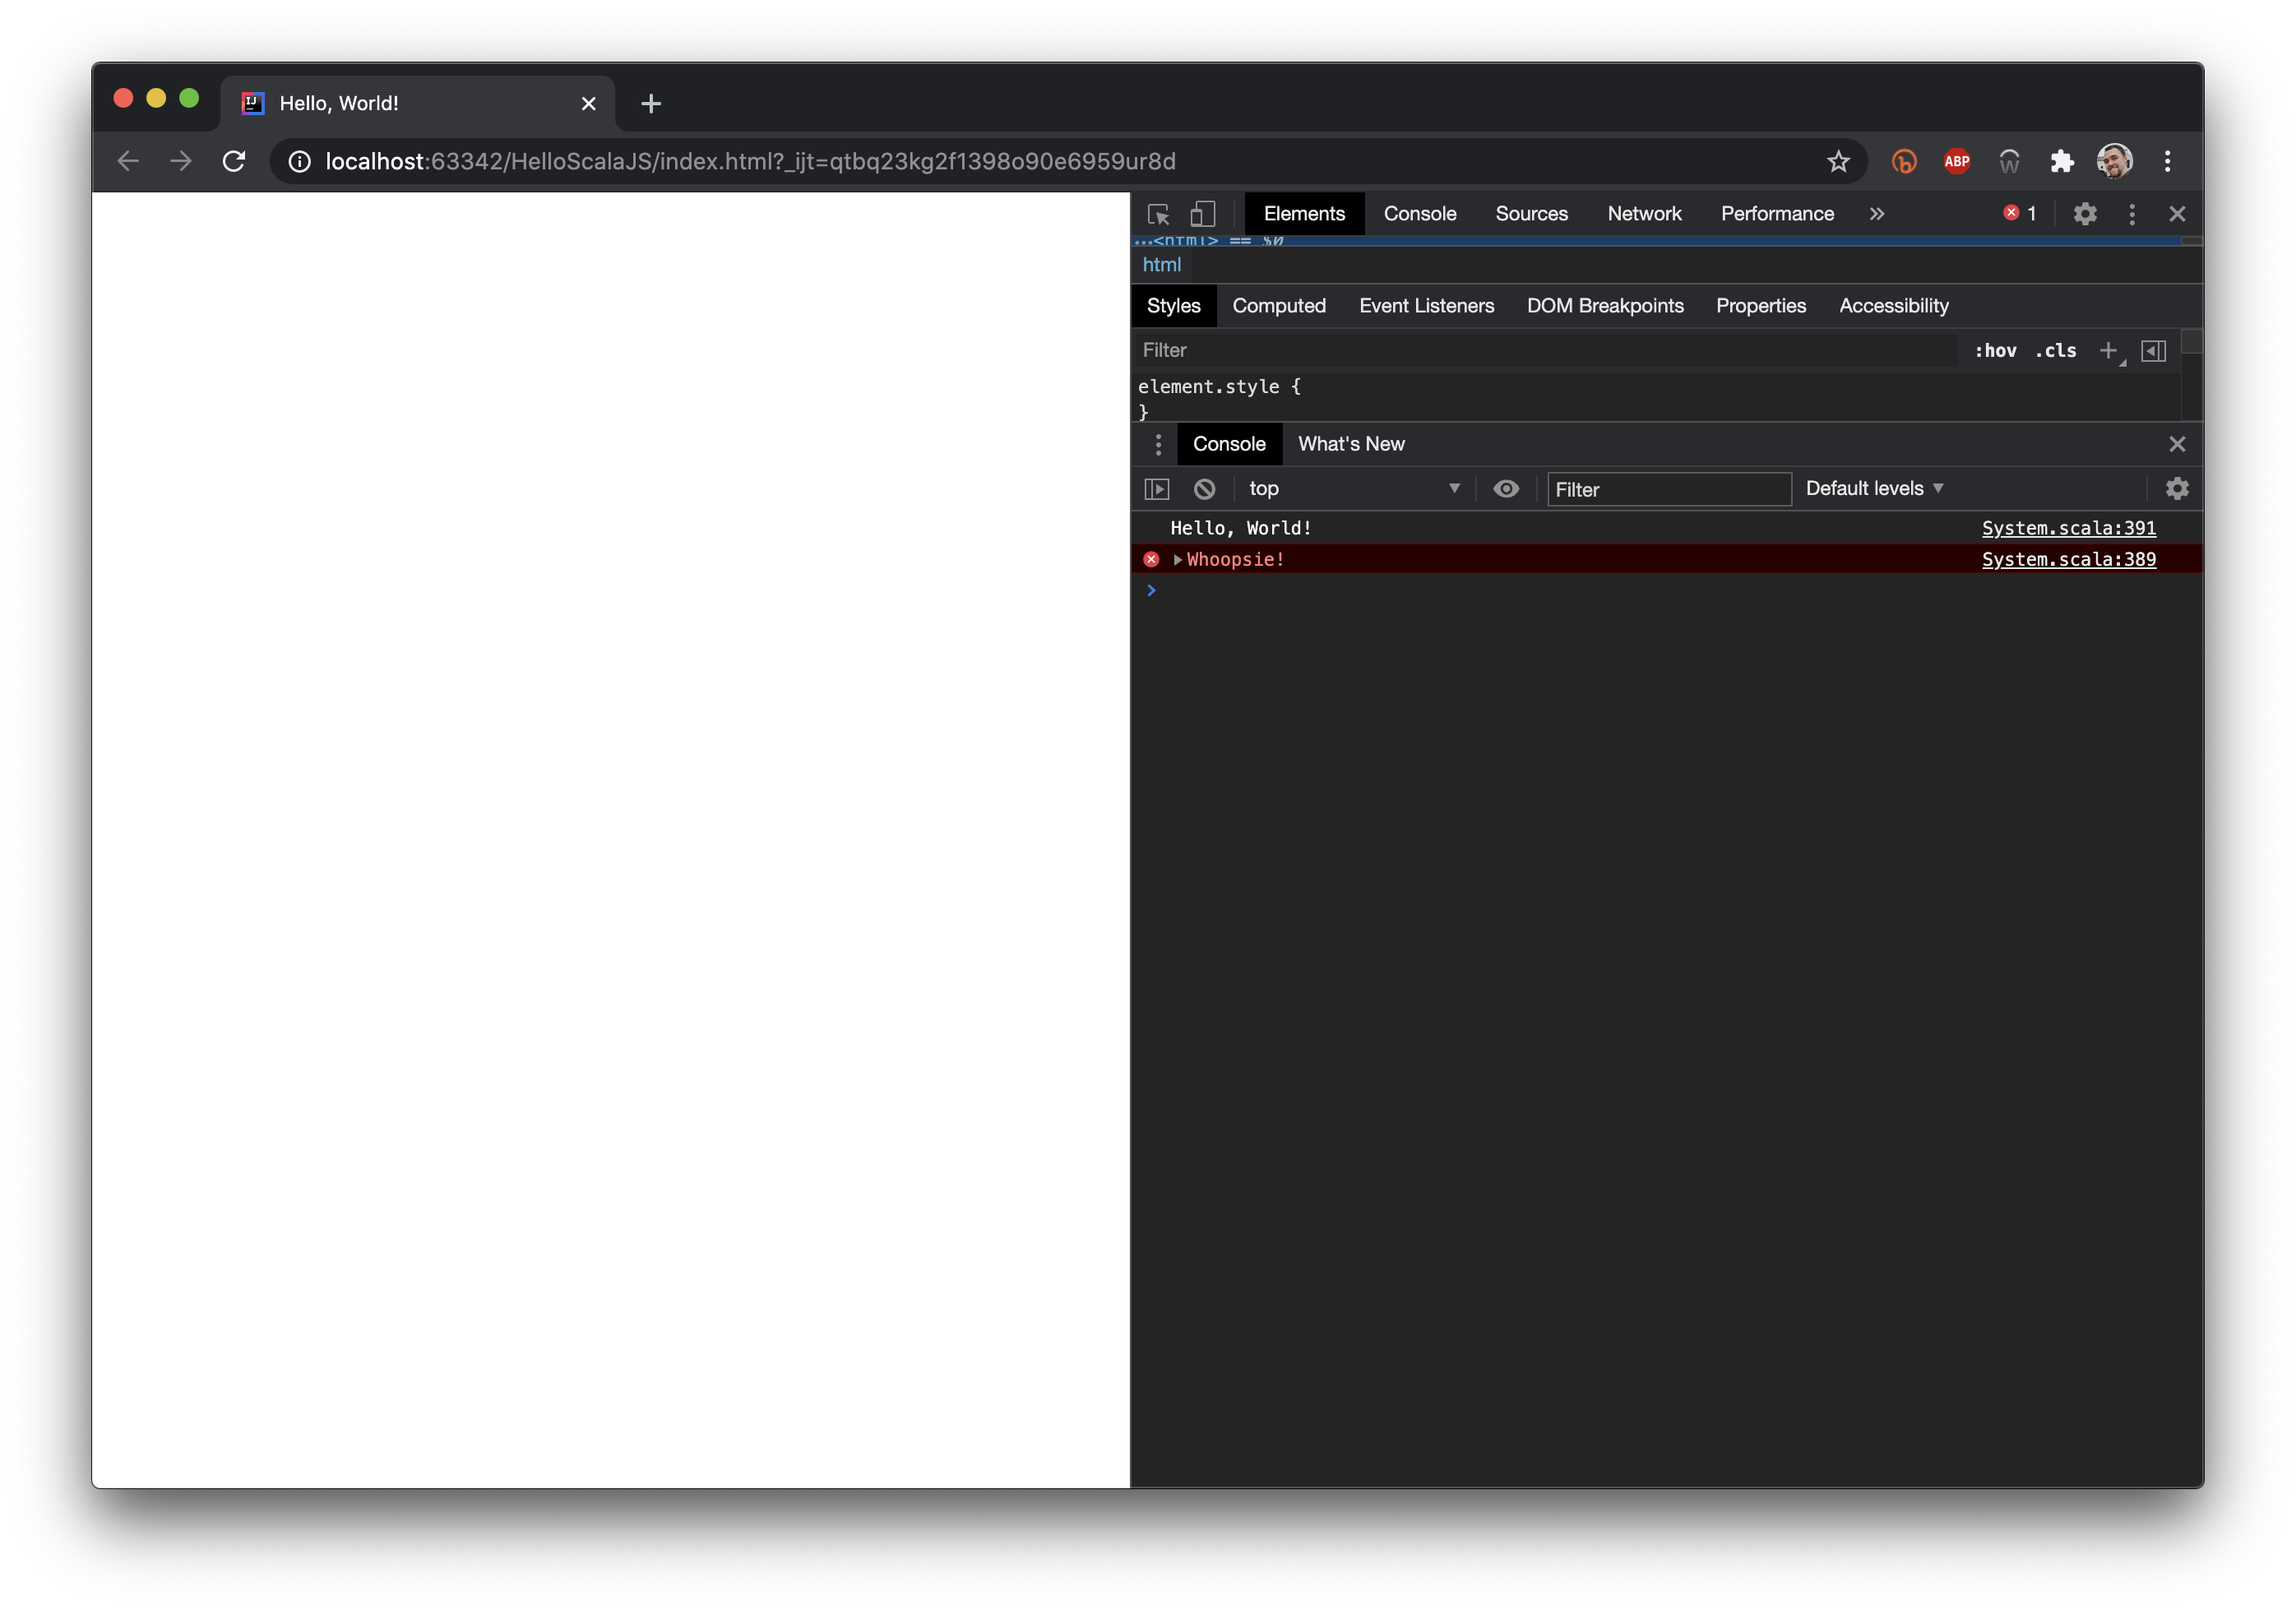 Hello, World!
localhost:63342/HelloScalaJS/index.html?_ijt=qtbq23kg2f1398o90e6959ur8d
ABP
Elements Console Sources Network Performance 1
…<html> == $0
html
Styles Computed Event Listeners DOM Breakpoints Properties Accessibility
Filter :hov .cls
element.style {
}
Console What's New
top Filter Default levels
Hello, World! System.scala:391
Whoopsie! System.scala:389